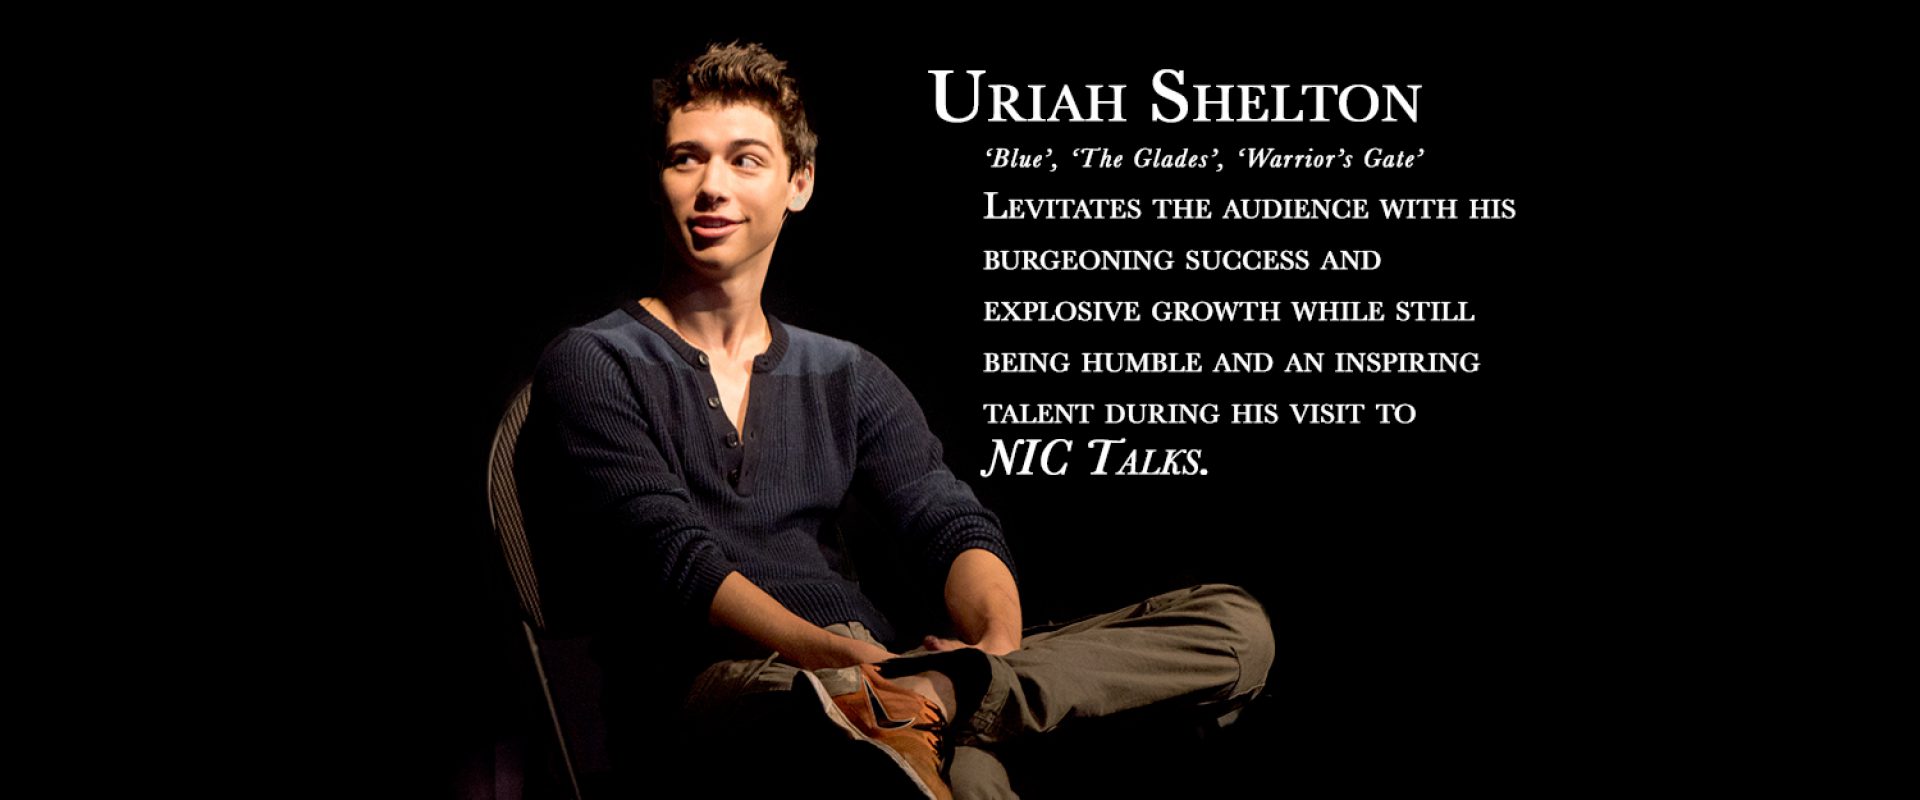 Uriah Shelton
‘Blue’, ‘The Glades’, ‘Warrior’s Gate’
Levitates the audience with his
burgeoning success and
explosive growth while still
being humble and an inspiring
talent during his visit to
NIC Talks.